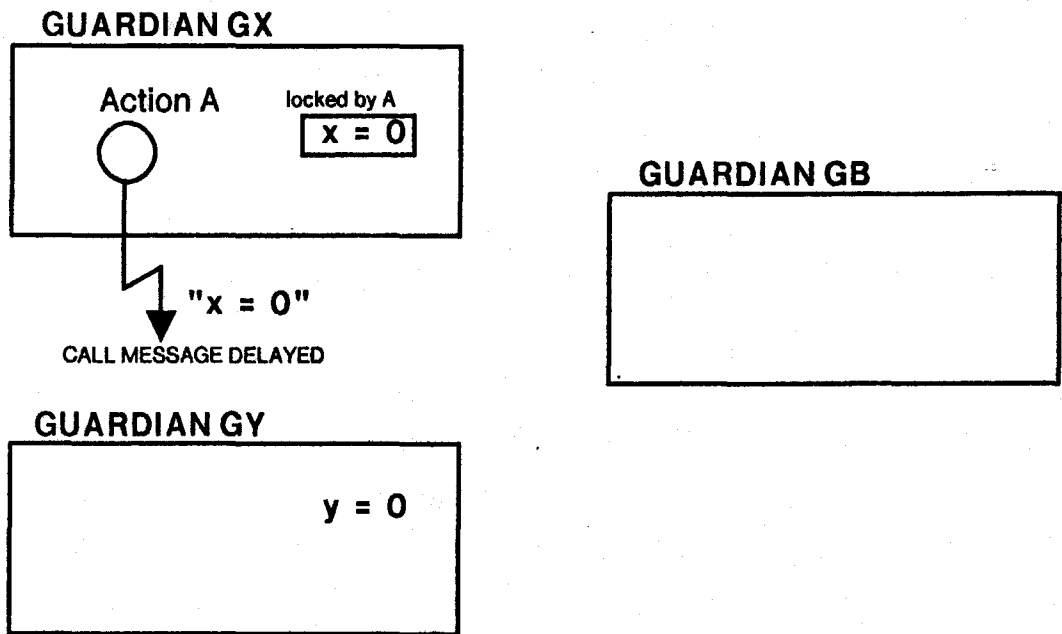 GUARDIAN GX
Action A
locked by A
x = 0
GUARDIAN GB
"x = 0"
CALL MESSAGE DELAYED
GUARDIAN GY
y = 0